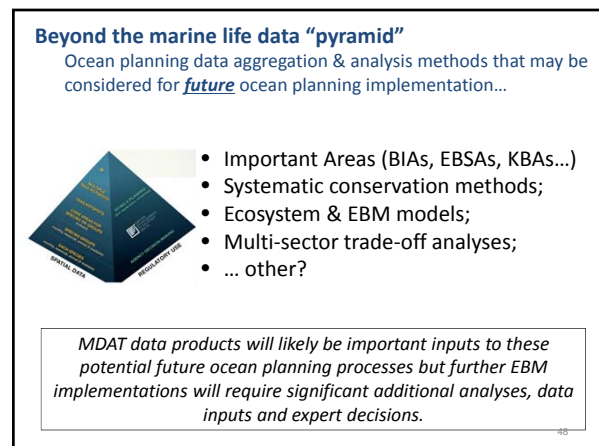 Beyond the marine life data “pyramid”
Ocean planning data aggregation & analysis methods that may be
considered for future ocean planning implementation…
• Important Areas (BIAs, EBSAs, KBAs…)
• Systematic conservation methods;
• Ecosystem & EBM models;
• Multi-sector trade-off analyses;
• … other?
SPATIAL DATA
REGULATORY USE
MDAT data products will likely be important inputs to these
potential future ocean planning processes but further EBM
implementations will require significant additional analyses, data
inputs and expert decisions.
48